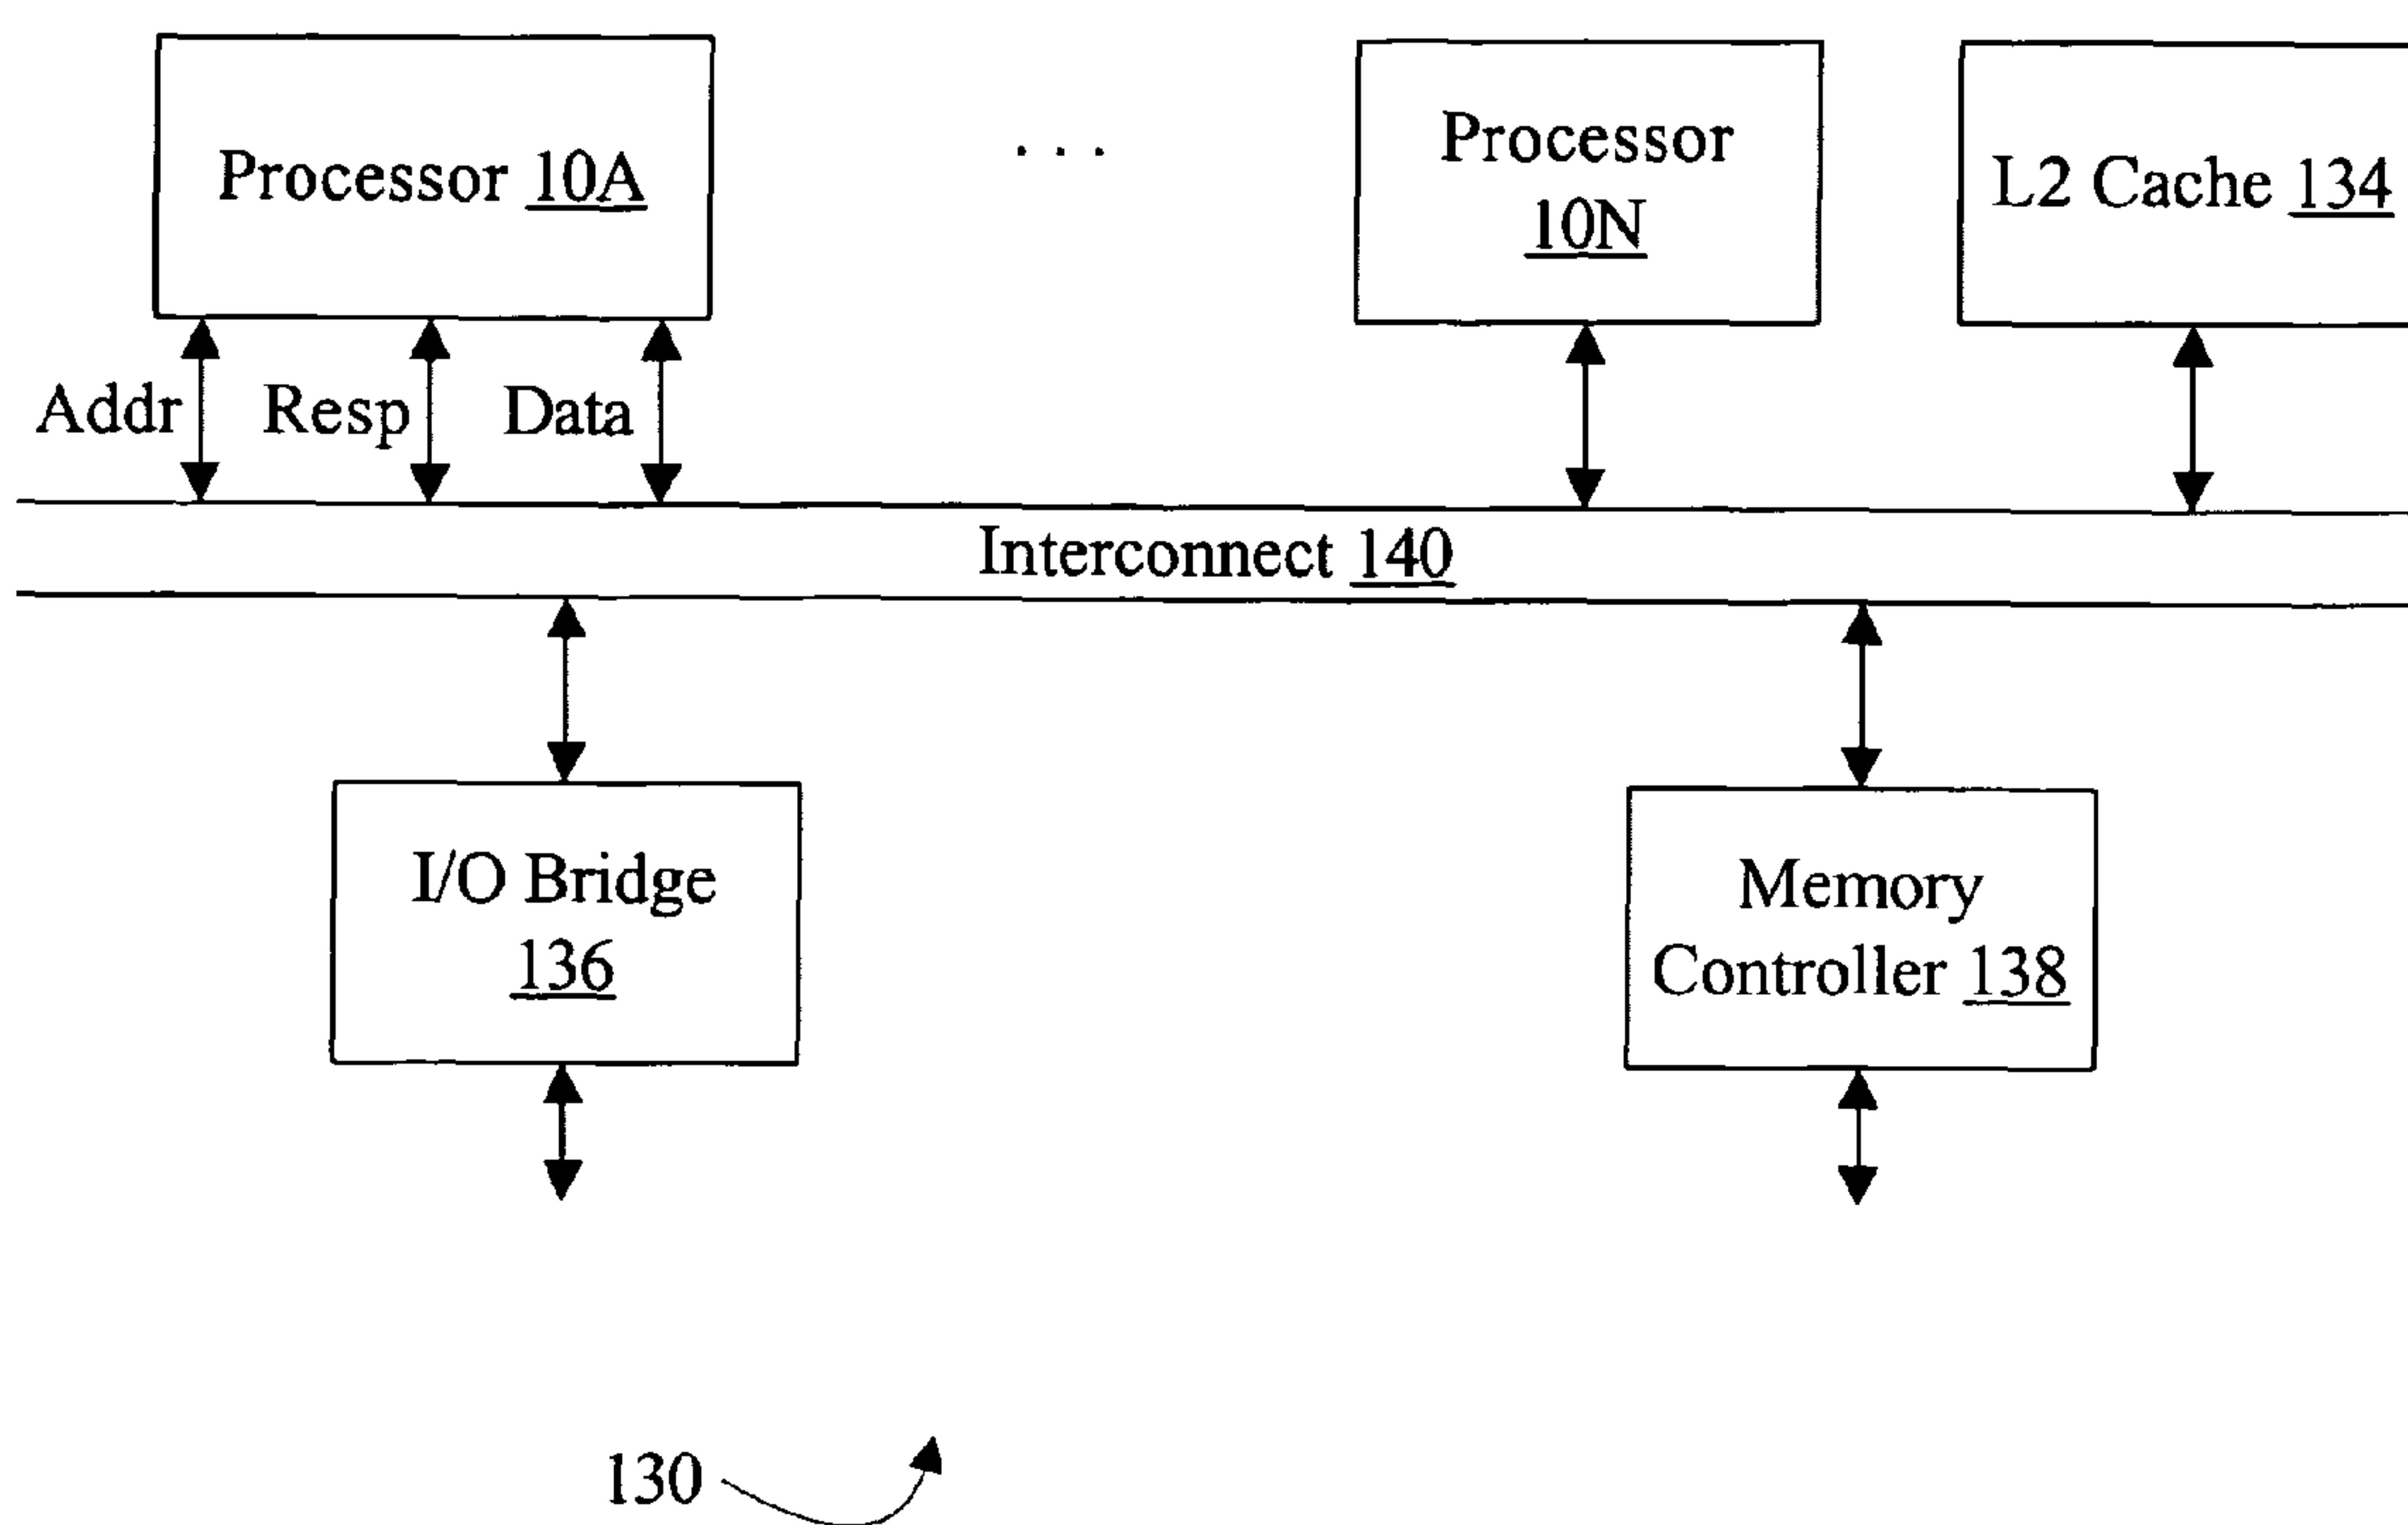 Processor 10A
. . .
Processor
10N
L2 Cache 134
Addr
Resp
Data
Interconnect 140
I/O Bridge
136
Memory
Controller 138
130